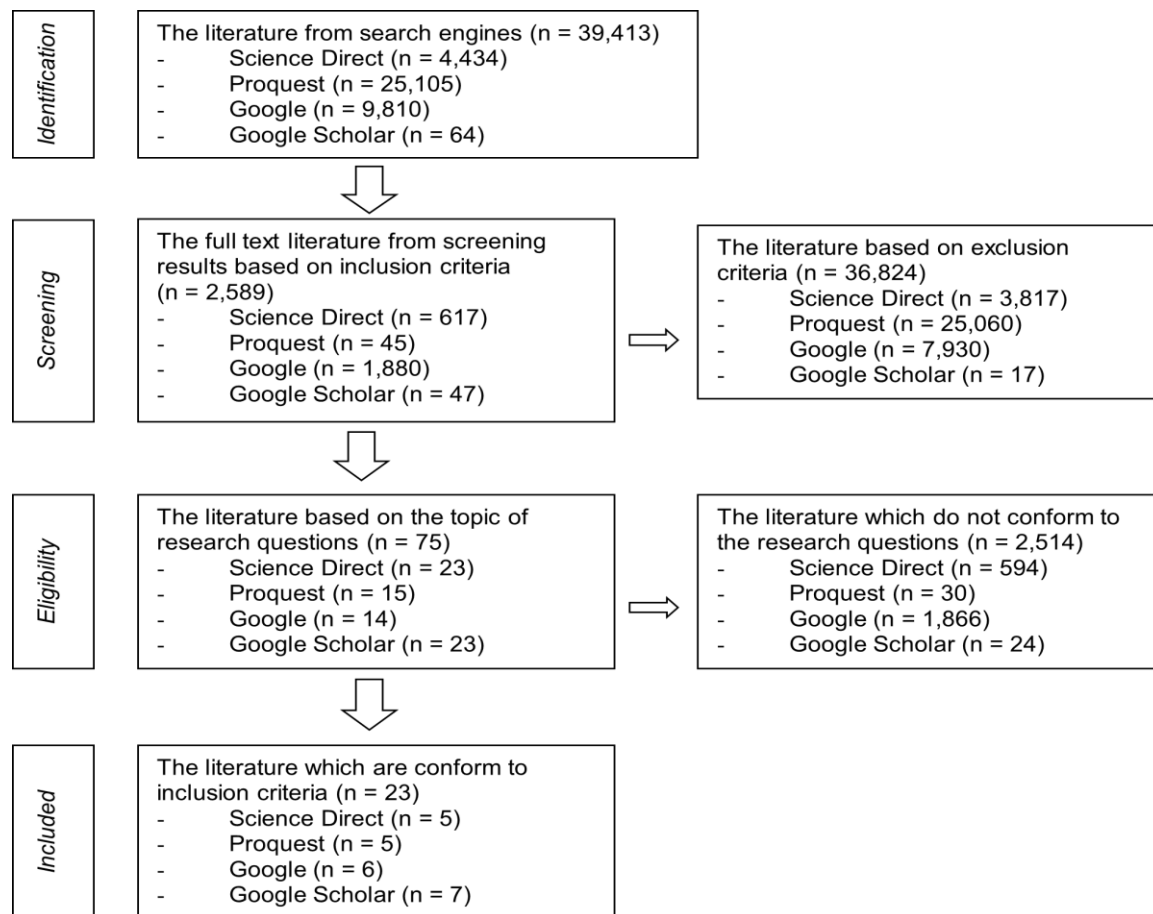 Identification
The literature from search engines (n = 39,413)
- Science Direct (n = 4,434)
- Proquest (n = 25,105)
- Google (n = 9,810)
- Google Scholar (n = 64)
Screening
The full text literature from screening
results based on inclusion criteria
(n = 2,589)
- Science Direct (n = 617)
- Proquest (n = 45)
- Google (n = 1,880)
- Google Scholar (n = 47)
The literature based on exclusion
criteria (n = 36,824)
- Science Direct (n = 3,817)
- Proquest (n = 25,060)
- Google (n = 7,930)
- Google Scholar (n = 17)
Eligibility
The literature based on the topic of
research questions (n = 75)
- Science Direct (n = 23)
- Proquest (n = 15)
- Google (n = 14)
- Google Scholar (n = 23)
The literature which do not conform to
the research questions (n = 2,514)
- Science Direct (n = 594)
- Proquest (n = 30)
- Google (n = 1,866)
- Google Scholar (n = 24)
Included
The literature which are conform to
inclusion criteria (n = 23)
- Science Direct (n = 5)
- Proquest (n = 5)
- Google (n = 6)
- Google Scholar (n = 7)